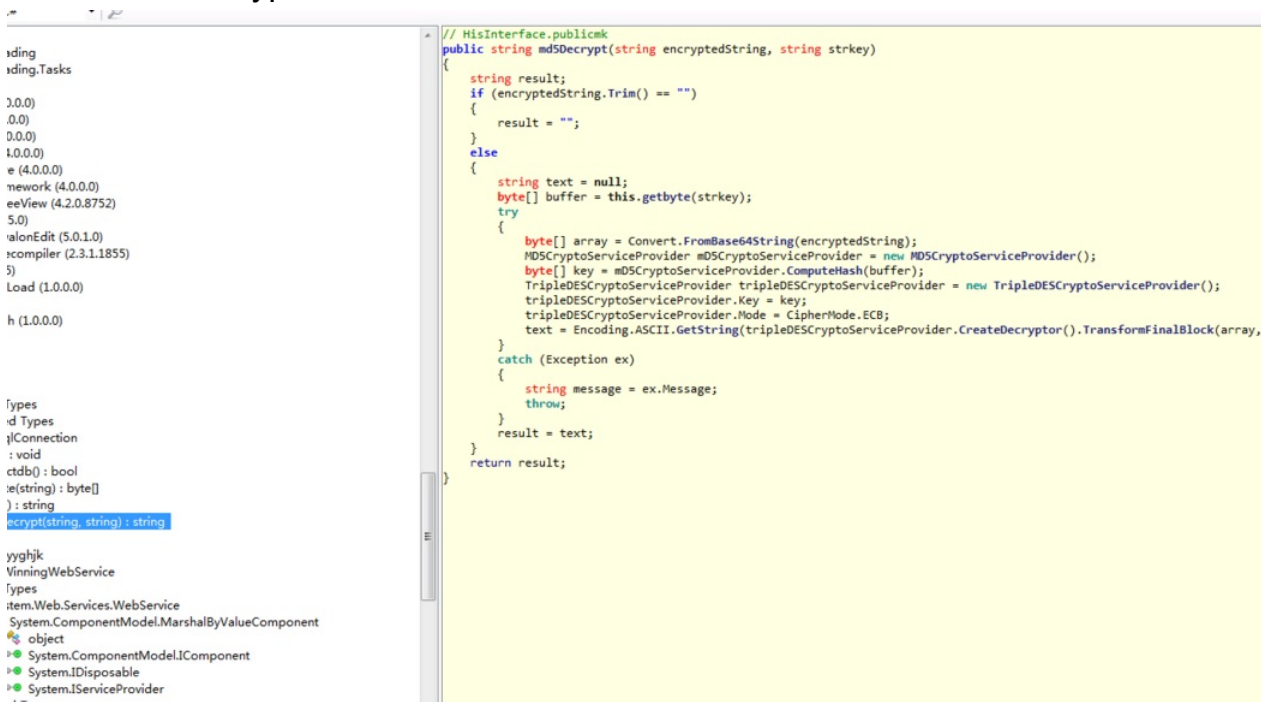 ading
ading.Tasks
0.0.0)
.0.0)
0.0.0)
4.0.0.0)
e (4.0.0.0)
mework (4.0.0.0)
eeView (4.2.0.8752)
5.0)
valonEdit (5.0.1.0)
ecompiler (2.3.1.1855)
5)
Load (1.0.0.0)
h (1.0.0.0)
Types
ed Types
qlConnection
: void
ctdb() : bool
te(string) : byte[]
) : string
ecrypt(string, string) : string
yyghjk
WinningWebService
Types
stem.Web.Services.WebService
System.ComponentModel.MarshalByValueComponent
object
System.ComponentModel.IComponent
System.IDisposable
System.IServiceProvider
// HisInterface.publicmk
public string md5Decrypt(string encryptedString, string strkey)
{
string result;
if (encryptedString.Trim() == "")
{
result = "";
}
else
{
string text = null;
byte[] buffer = this.getbyte(strkey);
try
{
byte[] array = Convert.FromBase64String(encryptedString);
MD5CryptoServiceProvider mD5CryptoServiceProvider = new MD5CryptoServiceProvider();
byte[] key = mD5CryptoServiceProvider.ComputeHash(buffer);
TripleDESCryptoServiceProvider tripleDESCryptoServiceProvider = new TripleDESCryptoServiceProvider();
tripleDESCryptoServiceProvider.Key = key;
tripleDESCryptoServiceProvider.Mode = CipherMode.ECB;
text = Encoding.ASCII.GetString(tripleDESCryptoServiceProvider.CreateDecryptor().TransformFinalBlock(array,
}
catch (Exception ex)
{
string message = ex.Message;
throw;
}
result = text;
}
return result;
}